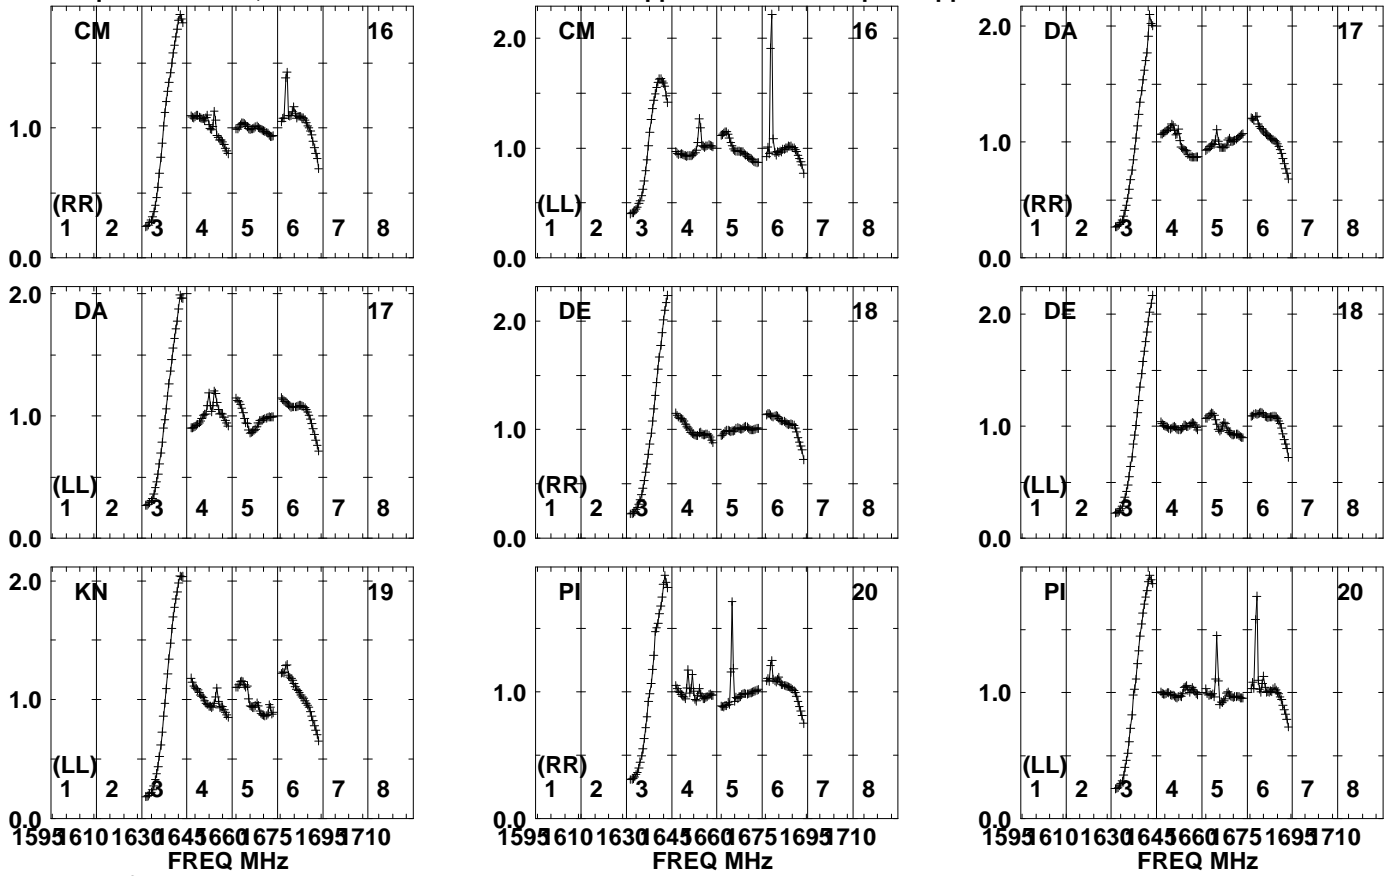 CM 16 CM 16 DA 17
2.0 2.0
1.0 1.0 1.0
(RR) (LL) (RR)
1 2 3 4 5 6 7 8 1 2 3 4 5 6 7 8 1 2 3 4 5 6 7 8
0.0 0.0 0.0
2.0 DA 17 DE 18 DE 18
2.0 2.0
1.0 1.0 1.0
(LL) (RR) (LL)
1 2 3 4 5 6 7 8 1 2 3 4 5 6 7 8 1 2 3 4 5 6 7 8
0.0 0.0 0.0
2.0 KN 19 PI 20 PI 20
1.0 1.0 1.0
(LL) (RR) (LL)
1 2 3 4 5 6 7 8 1 2 3 4 5 6 7 8 1 2 3 4 5 6 7 8
0.0 0.0 0.0
1595 1610 1630 1645 1660 1675 1695 1710 1595 1610 1630 1645 1660 1675 1695 1710 1595 1610 1630 1645 1660 1675 1695 1710
FREQ MHz FREQ MHz FREQ MHz